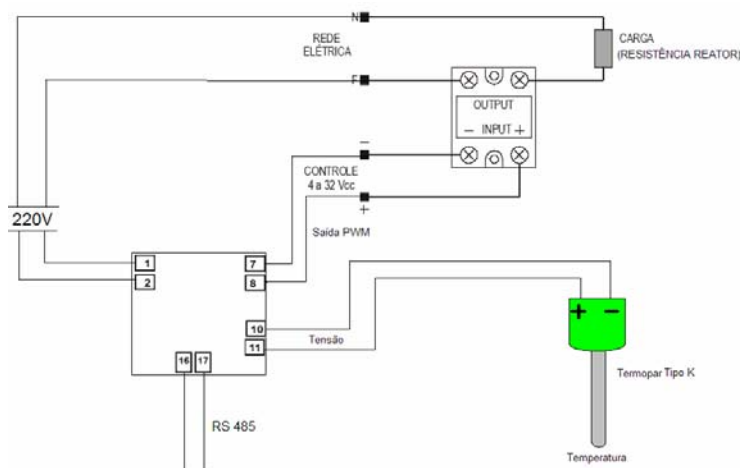 N
REDE
ELÉTRICA
F
CARGA
(RESISTÊNCIA REATOR)
OUTPUT
− INPUT +
−
CONTROLE
4 a 32 Vcc
+
Saída PWM
220V
1
2
7
8
10
11
16
17
Tensão
RS 485
+ −
Termopar Tipo K
Temperatura